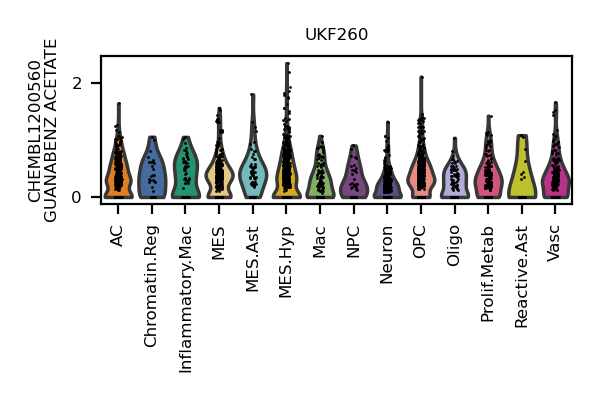 UKF260
CHEMBL1200560
GUANABENZ ACETATE
2
0
AC
Chromatin.Reg
Inflammatory.Mac
MES
MES.Ast
MES.Hyp
Mac
NPC
Neuron
OPC
Oligo
Prolif.Metab
Reactive.Ast
Vasc